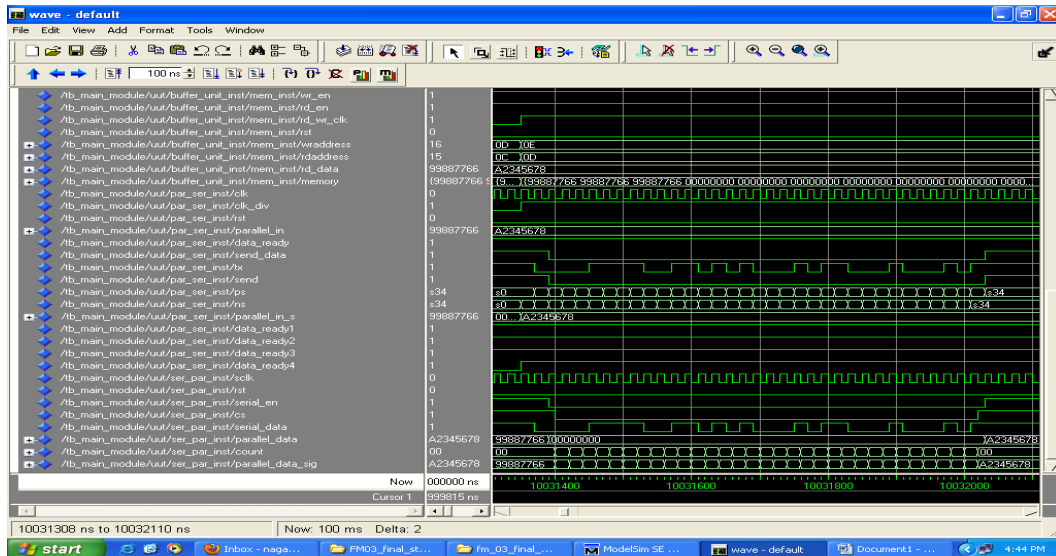 wave - default
File Edit View Add Format Tools Window
100 ns
/tb_main_module/uut/buffer_unit_inst/mem_inst/wr_en 1
/tb_main_module/uut/buffer_unit_inst/mem_inst/rd_en 1
/tb_main_module/uut/buffer_unit_inst/mem_inst/rd_wr_clk 1
/tb_main_module/uut/buffer_unit_inst/mem_inst/rst 0
/tb_main_module/uut/buffer_unit_inst/mem_inst/wraddress 16 0D 0E
/tb_main_module/uut/buffer_unit_inst/mem_inst/rdaddress 15 0C 0D
/tb_main_module/uut/buffer_unit_inst/mem_inst/rd_data 99887766 A2345678
/tb_main_module/uut/buffer_unit_inst/mem_inst/memory {99887766 9 {9... {99887766 99887766 99887766 00000000 00000000 00000000 00000000 00000000 00000000 0000...
/tb_main_module/uut/par_ser_inst/clk 0
/tb_main_module/uut/par_ser_inst/clk_div 1
/tb_main_module/uut/par_ser_inst/rst 0
/tb_main_module/uut/par_ser_inst/parallel_in 99887766 A2345678
/tb_main_module/uut/par_ser_inst/data_ready 1
/tb_main_module/uut/par_ser_inst/send_data 1
/tb_main_module/uut/par_ser_inst/tx 1
/tb_main_module/uut/par_ser_inst/send 1
/tb_main_module/uut/par_ser_inst/ps s34 s0 s34
/tb_main_module/uut/par_ser_inst/ns s34 s0 s34
/tb_main_module/uut/par_ser_inst/parallel_in_s 99887766 00... A2345678
/tb_main_module/uut/par_ser_inst/data_ready1 1
/tb_main_module/uut/par_ser_inst/data_ready2 1
/tb_main_module/uut/par_ser_inst/data_ready3 1
/tb_main_module/uut/par_ser_inst/data_ready4 1
/tb_main_module/uut/ser_par_inst/sclk 0
/tb_main_module/uut/ser_par_inst/rst 0
/tb_main_module/uut/ser_par_inst/serial_en 1
/tb_main_module/uut/ser_par_inst/cs 1
/tb_main_module/uut/ser_par_inst/serial_data 1
/tb_main_module/uut/ser_par_inst/parallel_data A2345678 99887766 00000000 A2345678
/tb_main_module/uut/ser_par_inst/count 00 00 00
/tb_main_module/uut/ser_par_inst/parallel_data_sig A2345678 99887766 A2345678
Now 000000 ns 10031400 10031600 10031800 10032000
Cursor 1 999815 ns
10031308 ns to 10032110 ns Now: 100 ms Delta: 2
start Inbox - naga... FM03_final_st... fm_03_final_... ModelSim SE ... wave - default Document1 - ... 4:44 PM